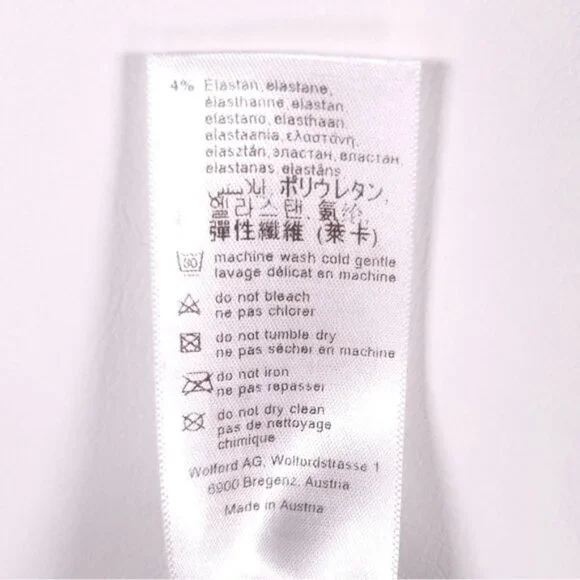 4% Elastan, elastane,
élasthanne, elastan
elastano, elasthaan
elastaania, ελαστάνη,
elasztán, эластан, еластан,
elastanas, elastāns
ポリウレタン,
엘라스탠, 氨纶,
彈性纖維 (萊卡)
30 machine wash cold gentle
lavage délicat en machine
do not bleach
ne pas chlorer
do not tumble dry
ne pas sécher en machine
do not iron
ne pas repasser
do not dry clean
pas de nettoyage
chimique
Wolford AG, Wolfordstrasse 1
6900 Bregenz, Austria
Made in Austria